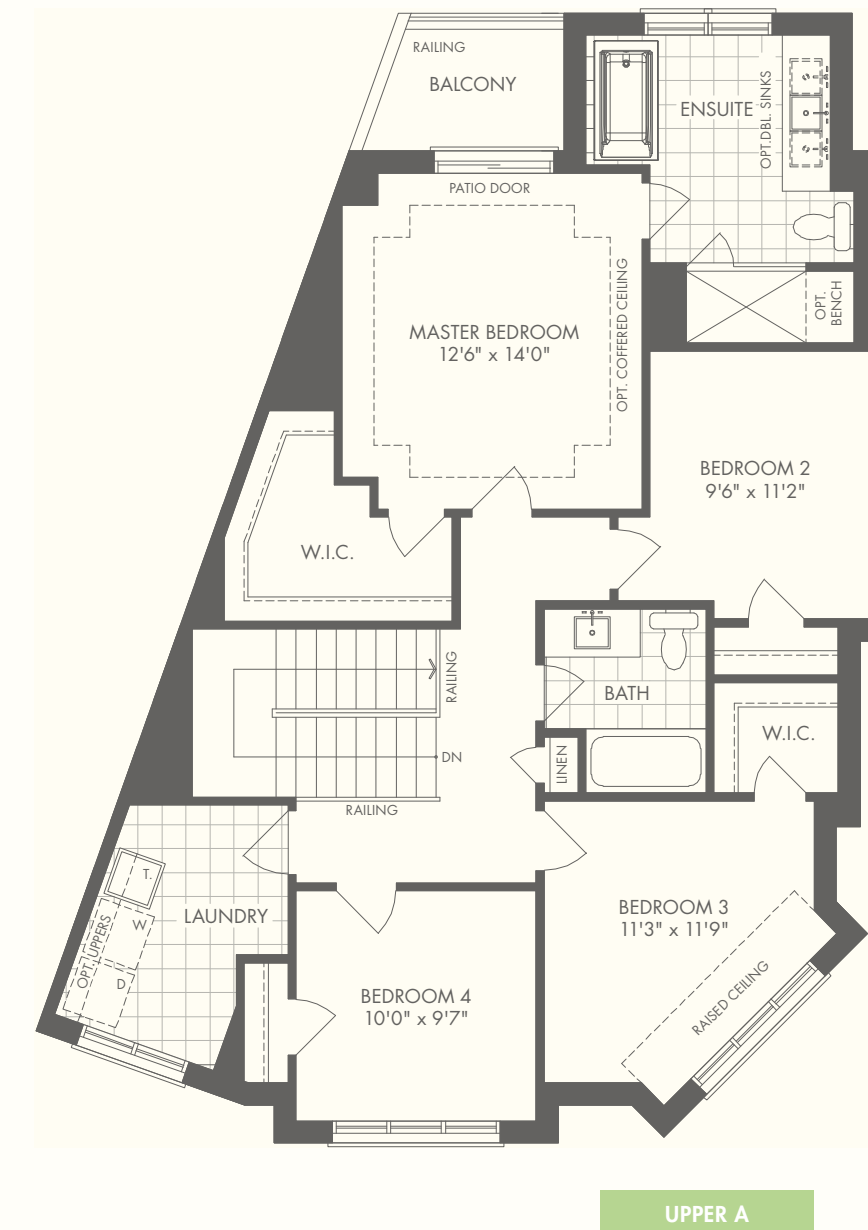 RAILING
BALCONY
ENSUITE
OPT.DBL. SINKS
PATIO DOOR
OPT. COFFERED CEILING
OPT.
BENCH
MASTER BEDROOM
12'6" x 14'0"
BEDROOM 2
9'6" x 11'2"
W.I.C.
RAILING
BATH
W.I.C.
DN
LINEN
RAILING
T.
W
D
OPT. UPPERS
LAUNDRY
BEDROOM 3
11'3" x 11'9"
RAISED CEILING
BEDROOM 4
10'0" x 9'7"
UPPER A